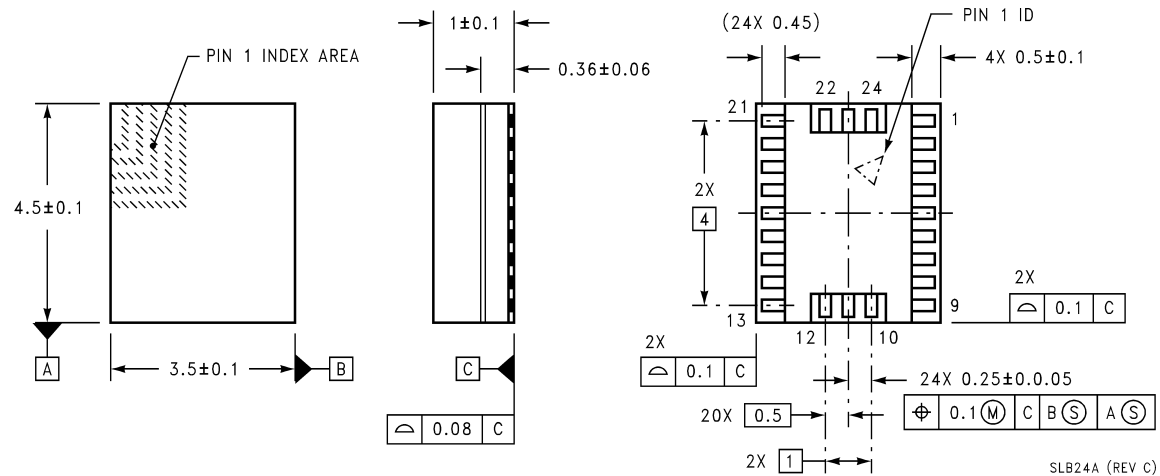 PIN 1 INDEX AREA
4.5±0.1
3.5±0.1
A
B
1±0.1
0.36±0.06
C
⌓ 0.08 C
(24X 0.45)
PIN 1 ID
4X 0.5±0.1
21
22
24
1
2X
4
13
12
10
9
2X
⌓ 0.1 C
2X
⌓ 0.1 C
24X 0.25±0.0.05
⌖ 0.1Ⓜ C BⓈ AⓈ
20X 0.5
2X 1
SLB24A (REV C)